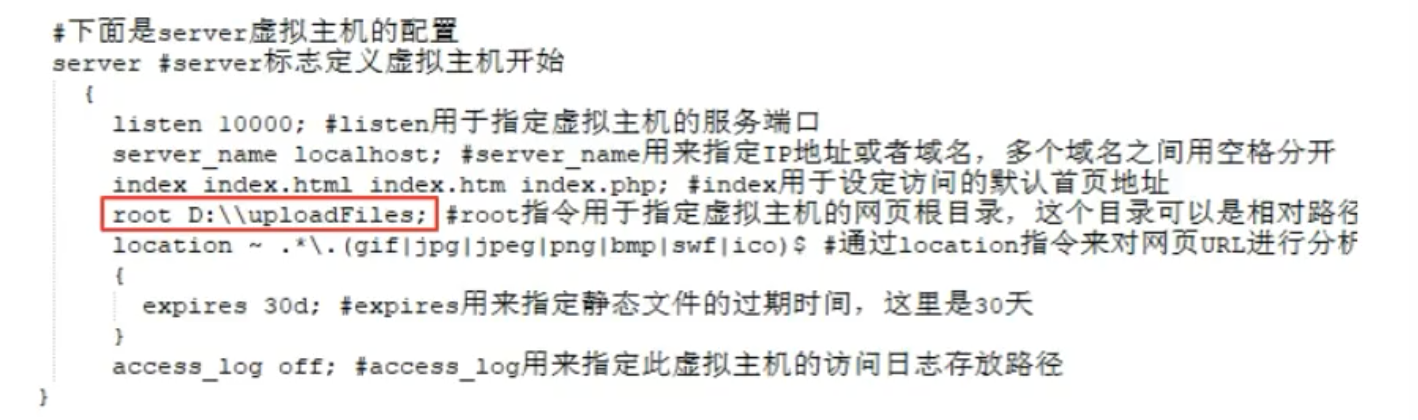 #下面是server虚拟主机的配置
server #server标志定义虚拟主机开始
{
listen 10000; #listen用于指定虚拟主机的服务端口
server_name localhost; #server_name用来指定IP地址或者域名，多个域名之间用空格分开
index index.html index.htm index.php; #index用于设定访问的默认首页地址
root D:\\uploadFiles; #root指令用于指定虚拟主机的网页根目录，这个目录可以是相对路径
location ~ .*\.(gif|jpg|jpeg|png|bmp|swf|ico)$ #通过location指令来对网页URL进行分析
{
expires 30d; #expires用来指定静态文件的过期时间，这里是30天
}
access_log off; #access_log用来指定此虚拟主机的访问日志存放路径
}